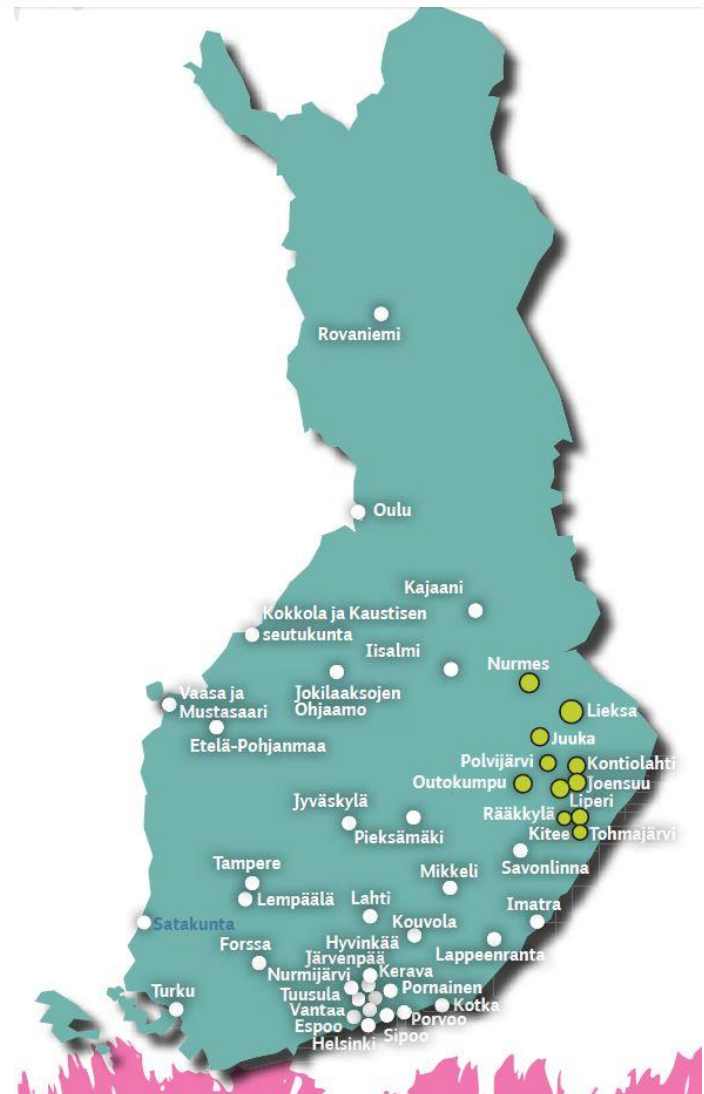 Rovaniemi
Oulu
Kajaani
Kokkola ja Kaustisen
seutukunta
Iisalmi
Nurmes
Vaasa ja
Mustasaari
Jokilaaksojen
Ohjaamo
Lieksa
Etelä-Pohjanmaa
Juuka
Polvijärvi
Kontiolahti
Outokumpu
Joensuu
Liperi
Jyväskylä
Rääkkylä
Pieksämäki
Kitee
Tohmajärvi
Savonlinna
Tampere
Mikkeli
Lempäälä
Lahti
Imatra
Satakunta
Kouvola
Forssa
Hyvinkää
Lappeenranta
Järvenpää
Nurmijärvi
Kerava
Pornainen
Turku
Tuusula
Kotka
Vantaa
Porvoo
Espoo
Sipoo
Helsinki